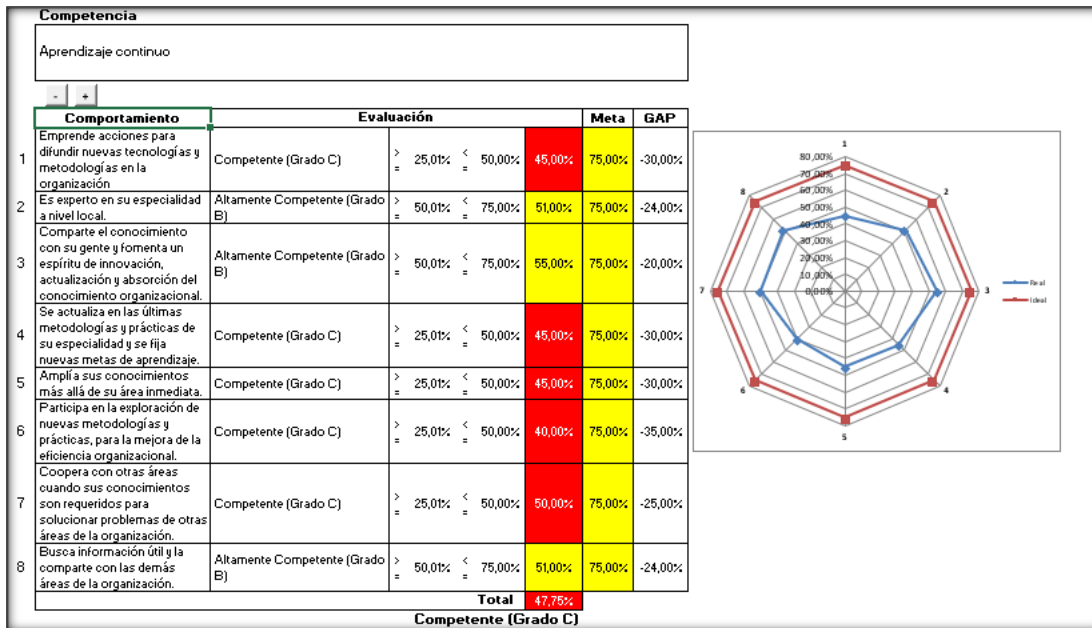 Competencia
Aprendizaje continuo
- +
Comportamiento Evaluación Meta GAP
1
Emprende acciones para
difundir nuevas tecnologías y
metodologías en la
organización
Competente (Grado C) >= 25,01% <= 50,00% 45,00% 75,00% -30,00%
2
Es experto en su especialidad
a nivel local.
Altamente Competente (Grado
B) >= 50,01% <= 75,00% 51,00% 75,00% -24,00%
3
Comparte el conocimiento
con su gente y fomenta un
espíritu de innovación,
actualización y absorción del
conocimiento organizacional.
Altamente Competente (Grado
B) >= 50,01% <= 75,00% 55,00% 75,00% -20,00%
4
Se actualiza en las últimas
metodologías y prácticas de
su especialidad y se fija
nuevas metas de aprendizaje.
Competente (Grado C) >= 25,01% <= 50,00% 45,00% 75,00% -30,00%
5
Amplía sus conocimientos
más allá de su área inmediata.
Competente (Grado C) >= 25,01% <= 50,00% 45,00% 75,00% -30,00%
6
Participa en la exploración de
nuevas metodologías y
prácticas, para la mejora de la
eficiencia organizacional.
Competente (Grado C) >= 25,01% <= 50,00% 40,00% 75,00% -35,00%
7
Coopera con otras áreas
cuando sus conocimientos
son requeridos para
solucionar problemas de otras
áreas de la organización.
Competente (Grado C) >= 25,01% <= 50,00% 50,00% 75,00% -25,00%
8
Busca información útil y la
comparte con las demás
áreas de la organización.
Altamente Competente (Grado
B) >= 50,01% <= 75,00% 51,00% 75,00% -24,00%
Total 47,75%
Competente (Grado C)
1
2
3
4
5
6
7
8
80,00%
70,00%
60,00%
50,00%
40,00%
30,00%
20,00%
10,00%
0,00%
Real
Ideal